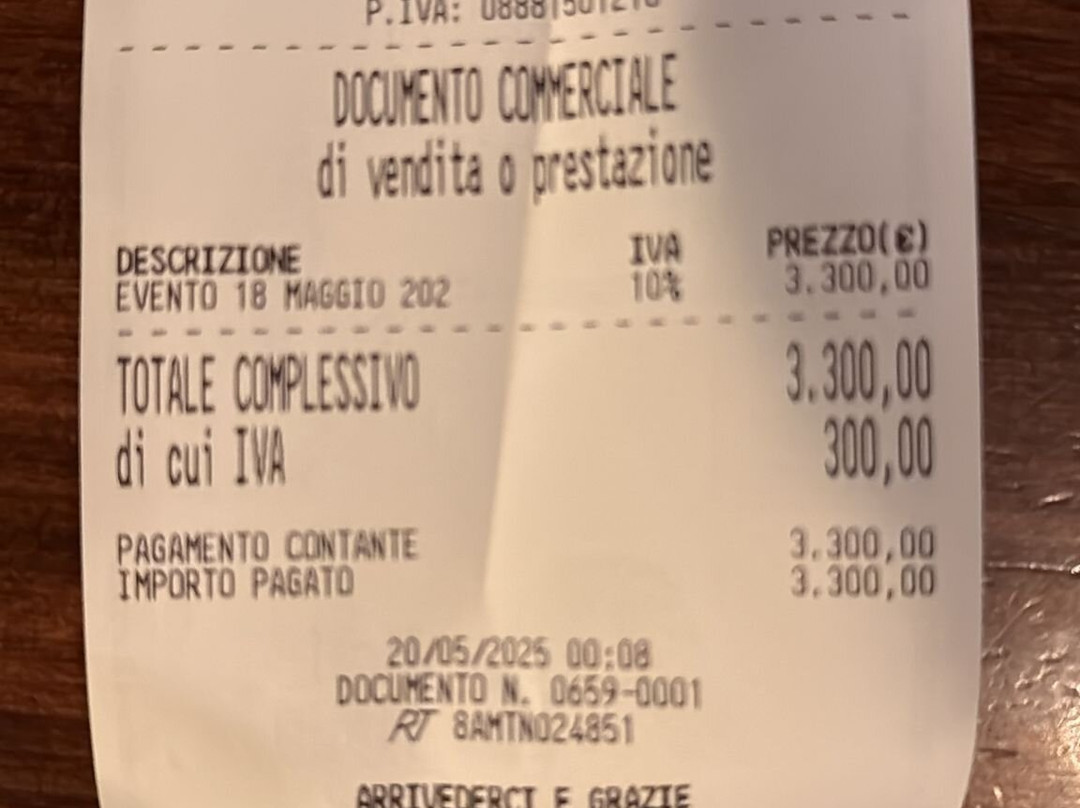 P.IVA:
DOCUMENTO COMMERCIALE
di vendita o prestazione
DESCRIZIONE IVA PREZZO(€)
EVENTO 18 MAGGIO 202 10% 3.300,00
TOTALE COMPLESSIVO 3.300,00
di cui IVA 300,00
PAGAMENTO CONTANTE 3.300,00
IMPORTO PAGATO 3.300,00
20/05/2025 00:08
DOCUMENTO N. 0659-0001
RT 8AMTN024851
ARRIVEDERCI E GRAZIE